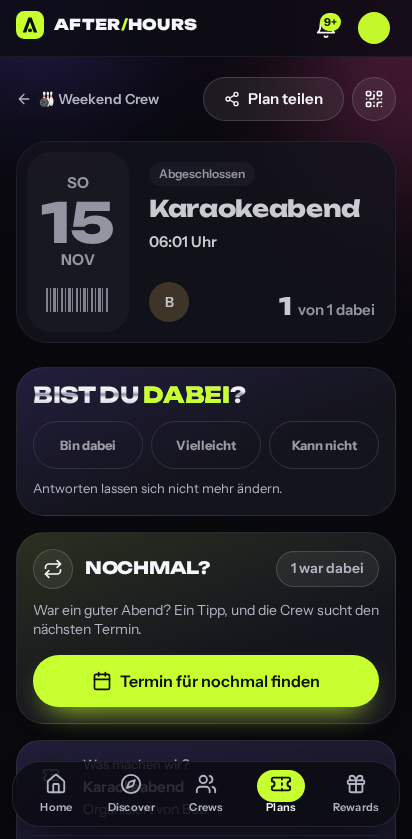 AFTER/HOURS
9+
Weekend Crew
Plan teilen
SO
15
NOV
Abgeschlossen
Karaokeabend
06:01 Uhr
B
1 von 1 dabei
BIST DU DABEI?
Bin dabei
Vielleicht
Kann nicht
Antworten lassen sich nicht mehr ändern.
NOCHMAL?
1 war dabei
War ein guter Abend? Ein Tipp, und die Crew sucht den
nächsten Termin.
Termin für nochmal finden
Was machen wir?
Karaokeabend
Home
Discover
Crews
Plans
Rewards